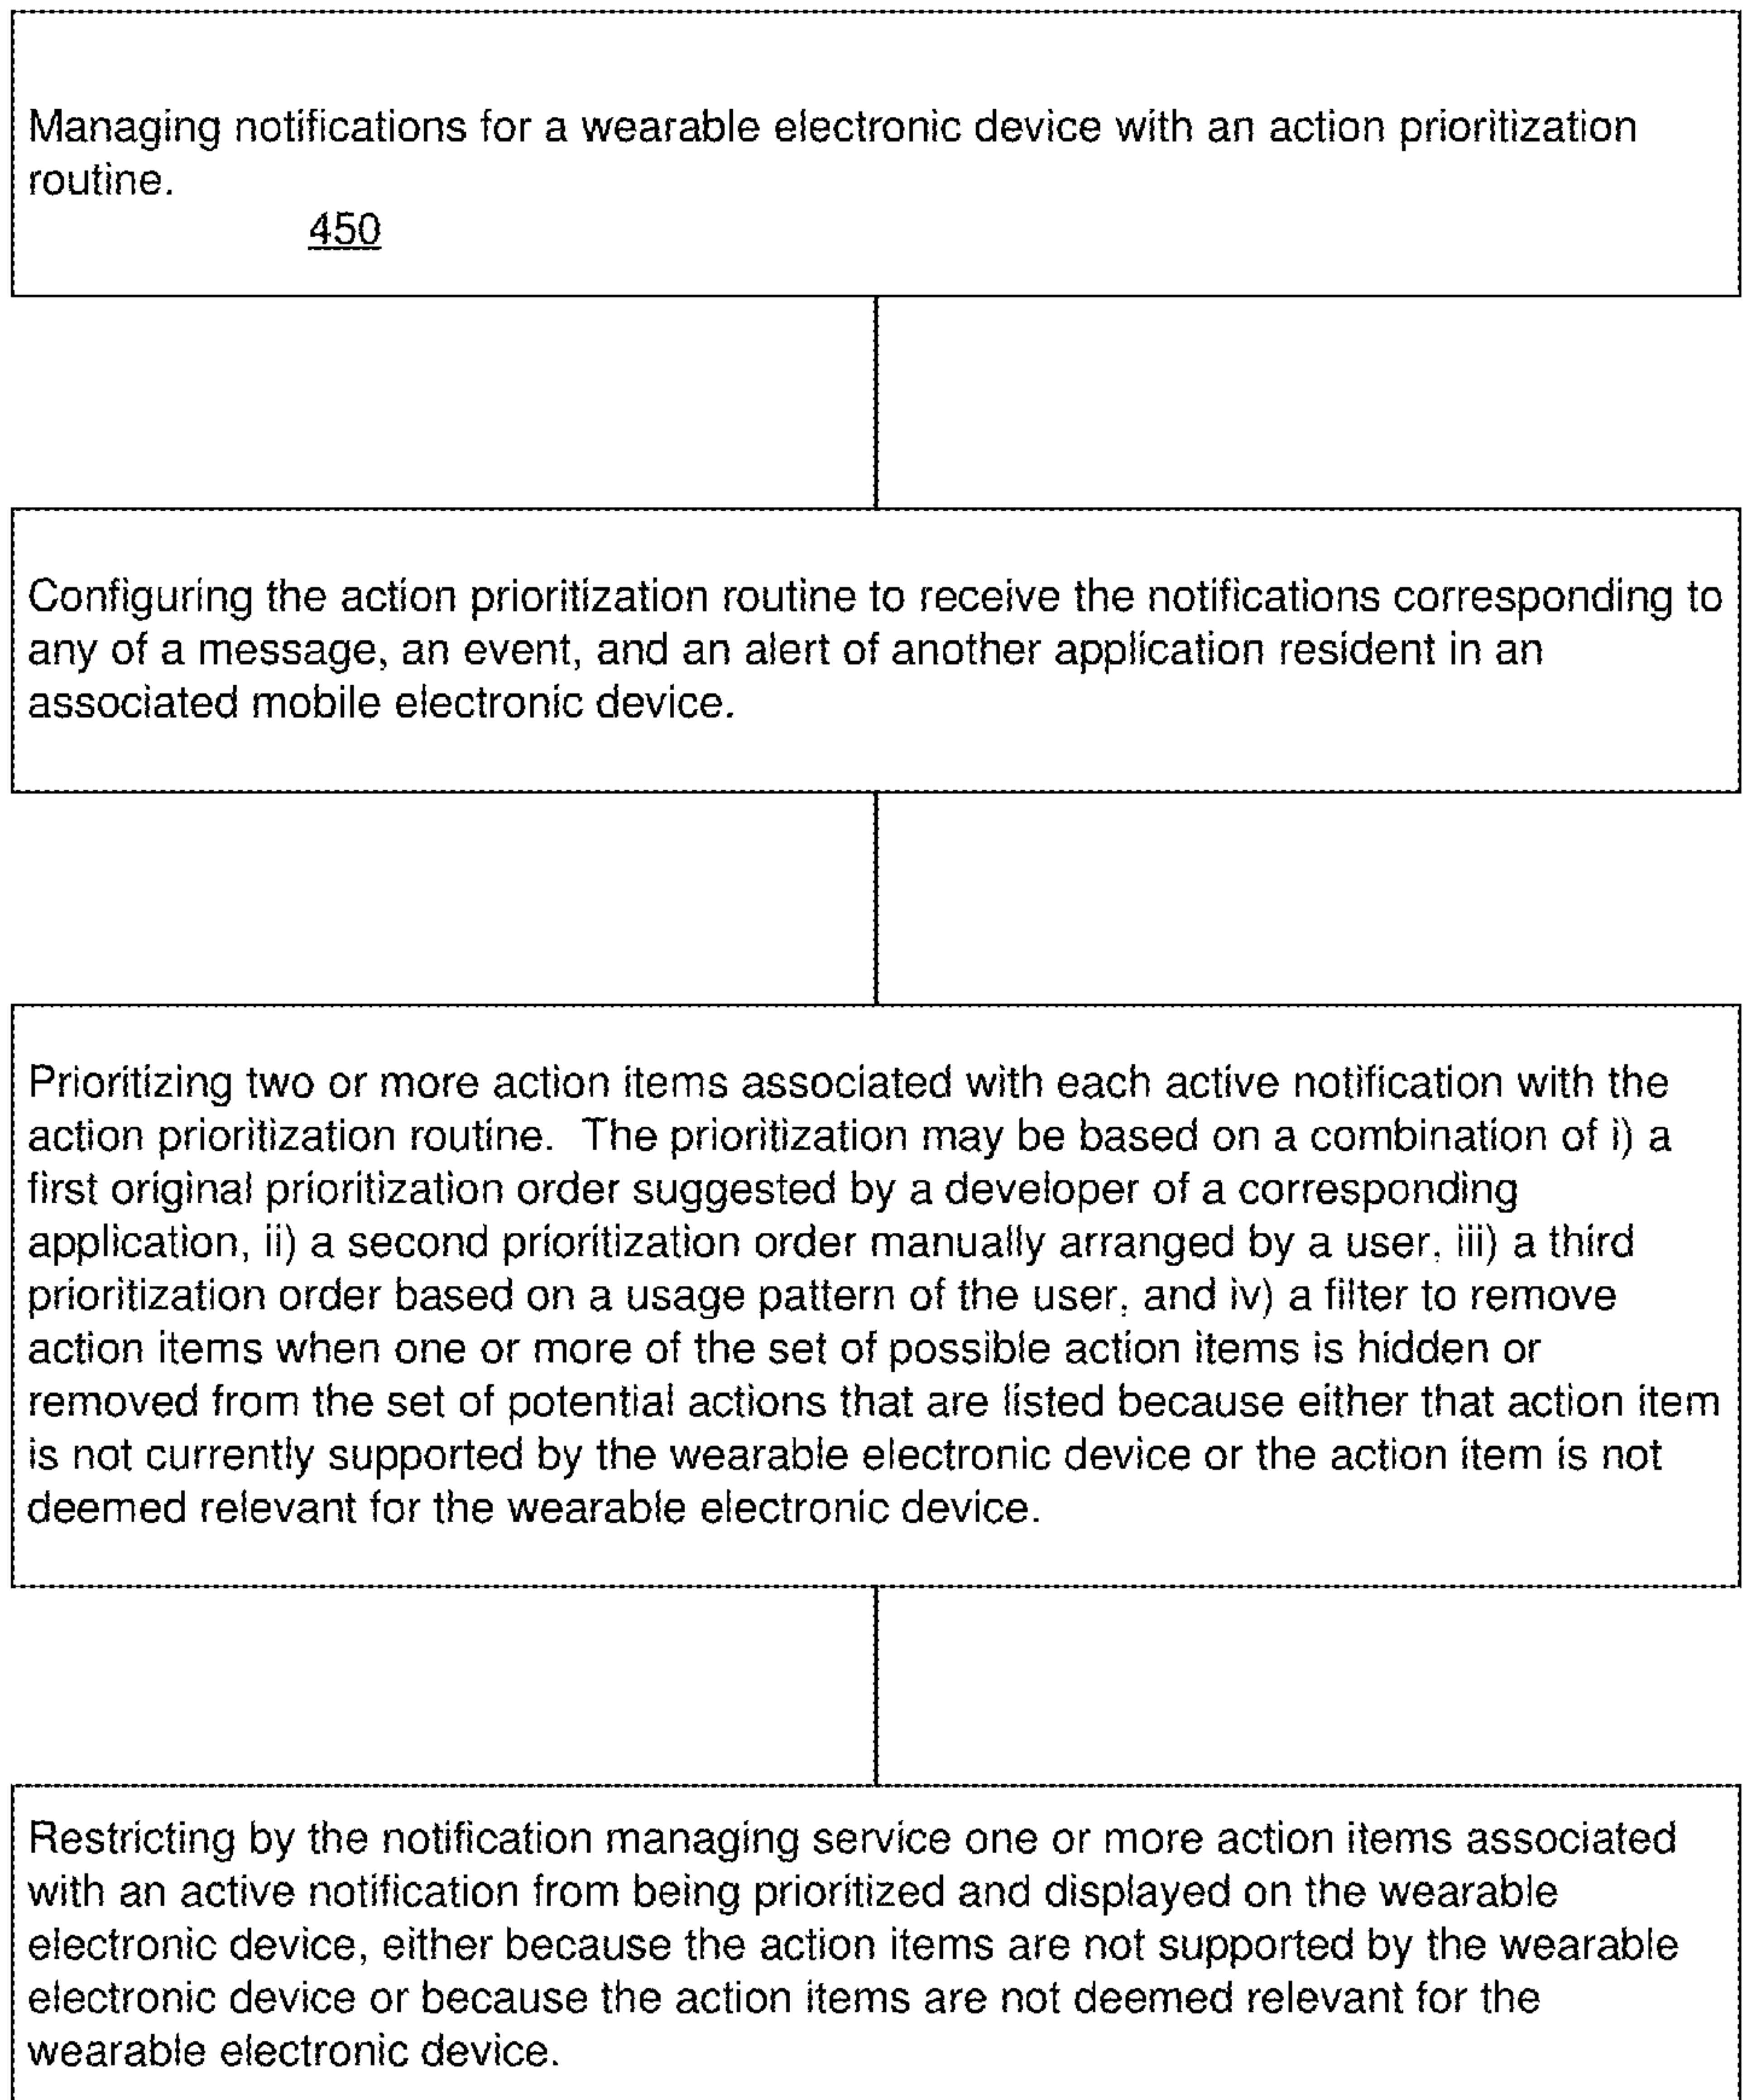 Managing notifications for a wearable electronic device with an action prioritization
routine.
450
Configuring the action prioritization routine to receive the notifications corresponding to
any of a message, an event, and an alert of another application resident in an
associated mobile electronic device.
Prioritizing two or more action items associated with each active notification with the
action prioritization routine.  The prioritization may be based on a combination of i) a
first original prioritization order suggested by a developer of a corresponding
application, ii) a second prioritization order manually arranged by a user, iii) a third
prioritization order based on a usage pattern of the user, and iv) a filter to remove
action items when one or more of the set of possible action items is hidden or
removed from the set of potential actions that are listed because either that action item
is not currently supported by the wearable electronic device or the action item is not
deemed relevant for the wearable electronic device.
Restricting by the notification managing service one or more action items associated
with an active notification from being prioritized and displayed on the wearable
electronic device, either because the action items are not supported by the wearable
electronic device or because the action items are not deemed relevant for the
wearable electronic device.